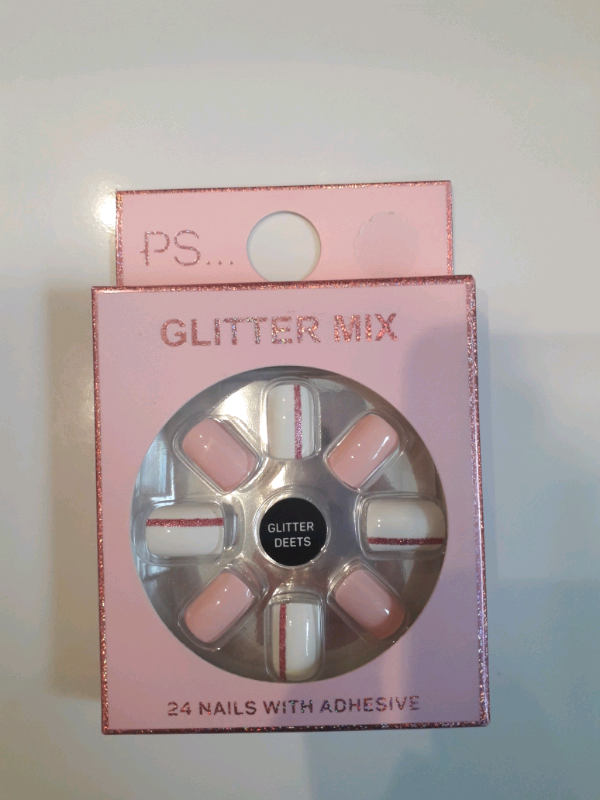 PS...
GLITTER MIX
GLITTER
DEETS
24 NAILS WITH ADHESIVE